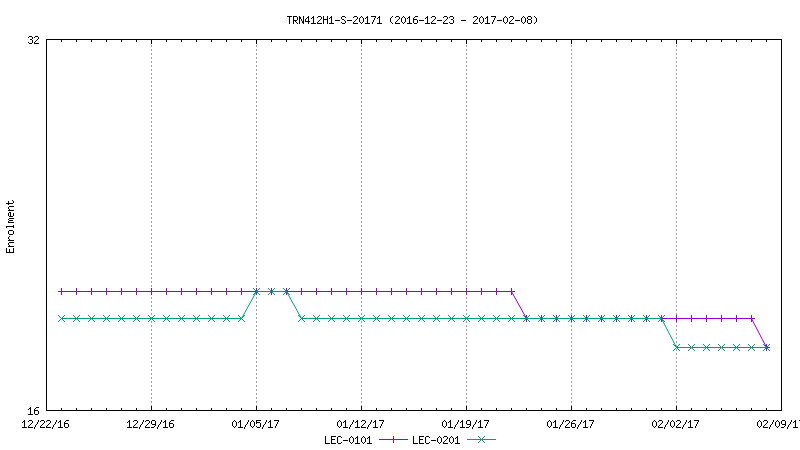 TRN412H1-S-20171 (2016-12-23 - 2017-02-08)
32
Enrolment
16
12/22/16 12/29/16 01/05/17 01/12/17 01/19/17 01/26/17 02/02/17 02/09/1
LEC-0101 LEC-0201